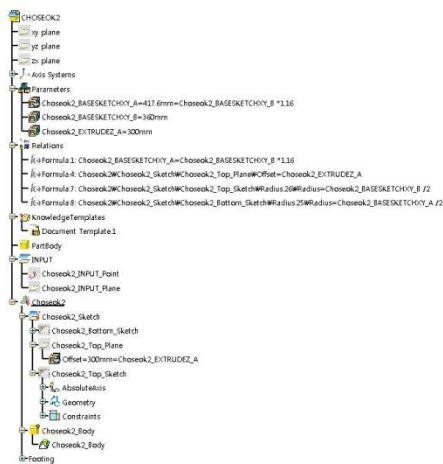 CHOSEOK2
xy plane
yz plane
zx plane
Axis Systems
Parameters
Choseok2_BASESKETCHXY_A=417.6mm=Choseok2_BASESKETCHXY_B *1.16
Choseok2_BASESKETCHXY_B=360mm
Choseok2_EXTRUDEZ_A=300mm
Relations
f(x) Formula.1: Choseok2_BASESKETCHXY_A=Choseok2_BASESKETCHXY_B *1.16
f(x) Formula.4: Choseok2₩Choseok2_Sketch₩Choseok2_Top_Plane₩Offset=Choseok2_EXTRUDEZ_A
f(x) Formula.7: Choseok2₩Choseok2_Sketch₩Choseok2_Top_Sketch₩Radius.26₩Radius=Choseok2_BASESKETCHXY_B /2
f(x) Formula.8: Choseok2₩Choseok2_Sketch₩Choseok2_Bottom_Sketch₩Radius.25₩Radius=Choseok2_BASESKETCHXY_A /2
KnowledgeTemplates
Document Template.1
PartBody
INPUT
Choseok2_INPUT_Point
Choseok2_INPUT_Plane
Choseok2
Choseok2_Sketch
Choseok2_Bottom_Sketch
Choseok2_Top_Plane
Offset=300mm=Choseok2_EXTRUDEZ_A
Choseok2_Top_Sketch
AbsoluteAxis
Geometry
Constraints
Choseok2_Body
Choseok2_Body
Footing